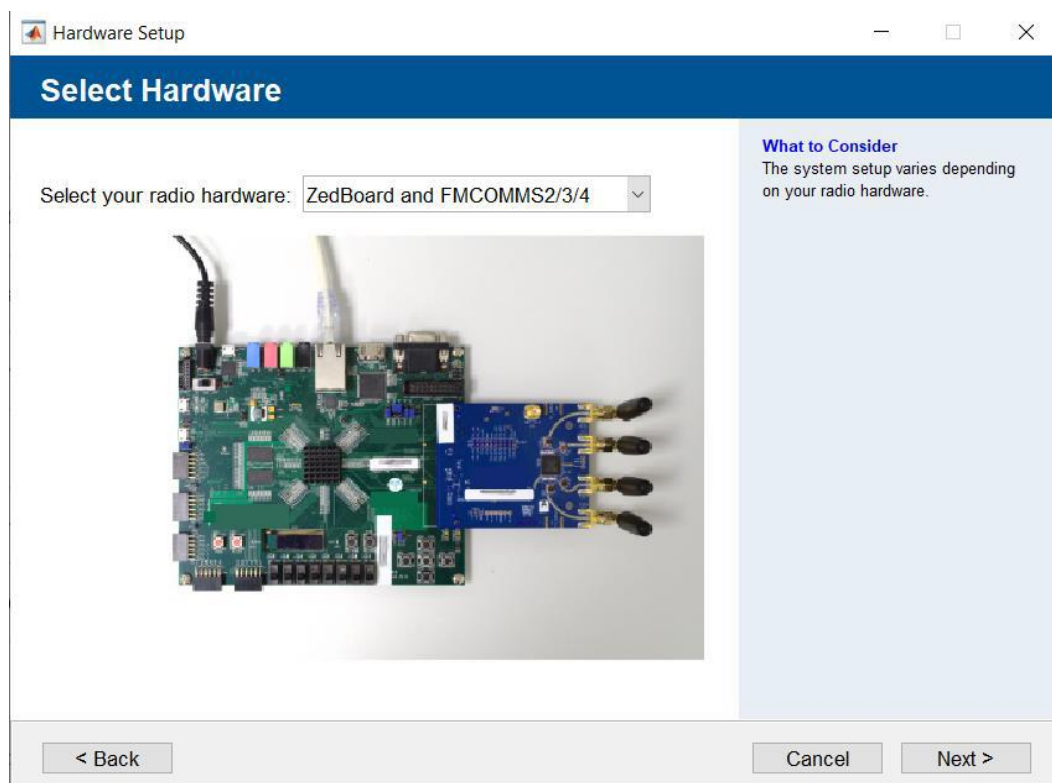 Hardware Setup
Select Hardware
Select your radio hardware: ZedBoard and FMCOMMS2/3/4
What to Consider
The system setup varies depending
on your radio hardware.
< Back
Cancel
Next >